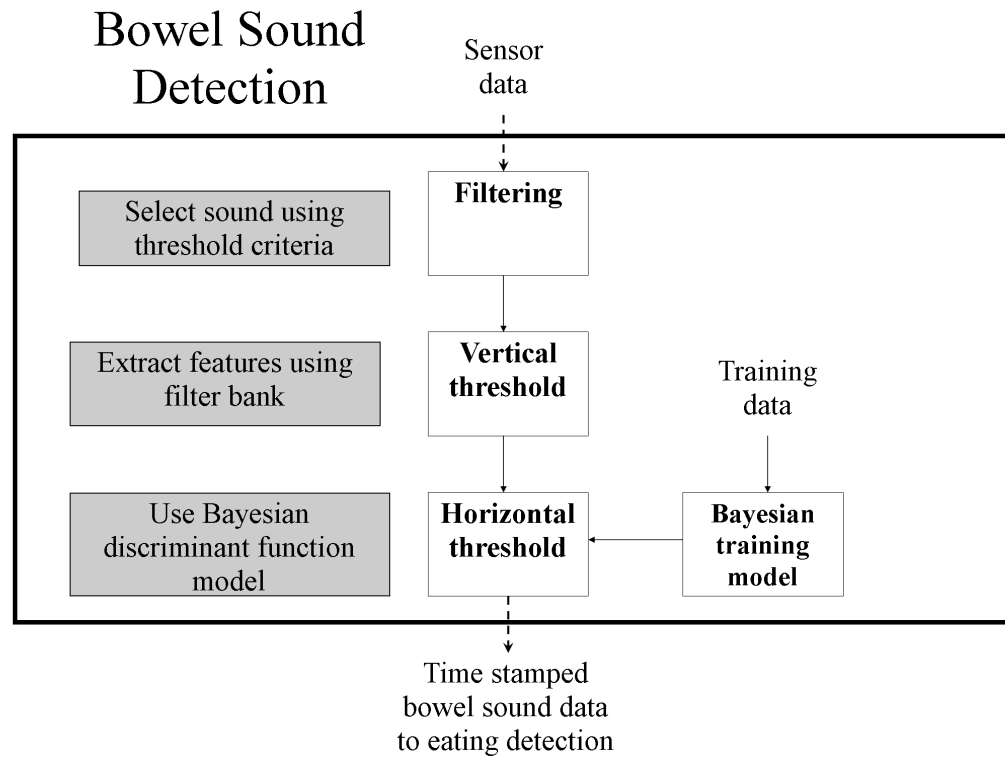 Bowel Sound
Detection
Sensor
data
Select sound using
threshold criteria
Filtering
Extract features using
filter bank
Vertical
threshold
Training
data
Use Bayesian
discriminant function
model
Horizontal
threshold
Bayesian
training
model
Time stamped
bowel sound data
to eating detection